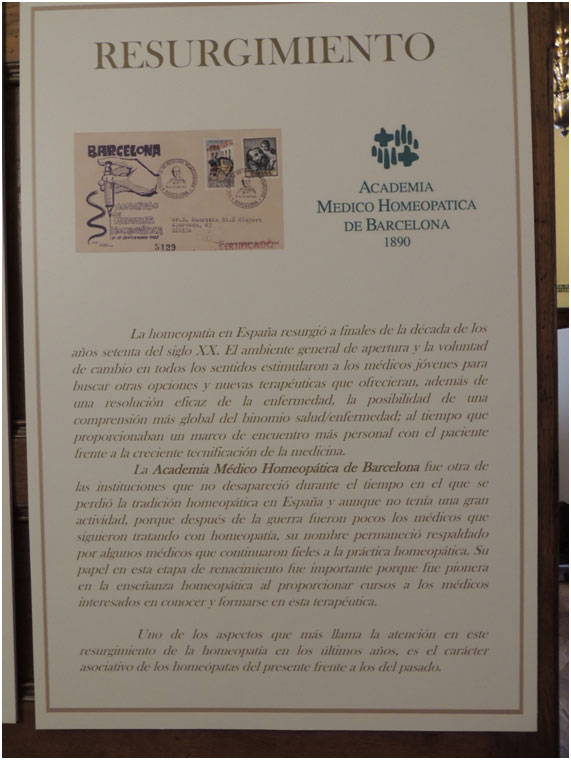 RESURGIMIENTO
BARCELONA
5129
CERTIFICADO
ACADEMIA
MEDICO HOMEOPATICA
DE BARCELONA
1890
La homeopatía en España resurgió a finales de la década de los
años setenta del siglo XX. El ambiente general de apertura y la voluntad
de cambio en todos los sentidos estimularon a los médicos jóvenes para
buscar otras opciones y nuevas terapéuticas que ofrecieran, además de
una resolución eficaz de la enfermedad, la posibilidad de una
comprensión más global del binomio salud/enfermedad; al tiempo que
proporcionaban un marco de encuentro más personal con el paciente
frente a la creciente tecnificación de la medicina.
La Academia Médico Homeopática de Barcelona fue otra de
las instituciones que no desapareció durante el tiempo en el que se
perdió la tradición homeopática en España y aunque no tenía una gran
actividad, porque después de la guerra fueron pocos los médicos que
siguieron tratando con homeopatía, su nombre permaneció respaldado
por algunos médicos que continuaron fieles a la práctica homeopática. Su
papel en esta etapa de renacimiento fue importante porque fue pionera
en la enseñanza homeopática al proporcionar cursos a los médicos
interesados en conocer y formarse en esta terapéutica.
Uno de los aspectos que más llama la atención en este
resurgimiento de la homeopatía en los últimos años, es el carácter
asociativo de los homeópatas del presente frente a los del pasado.